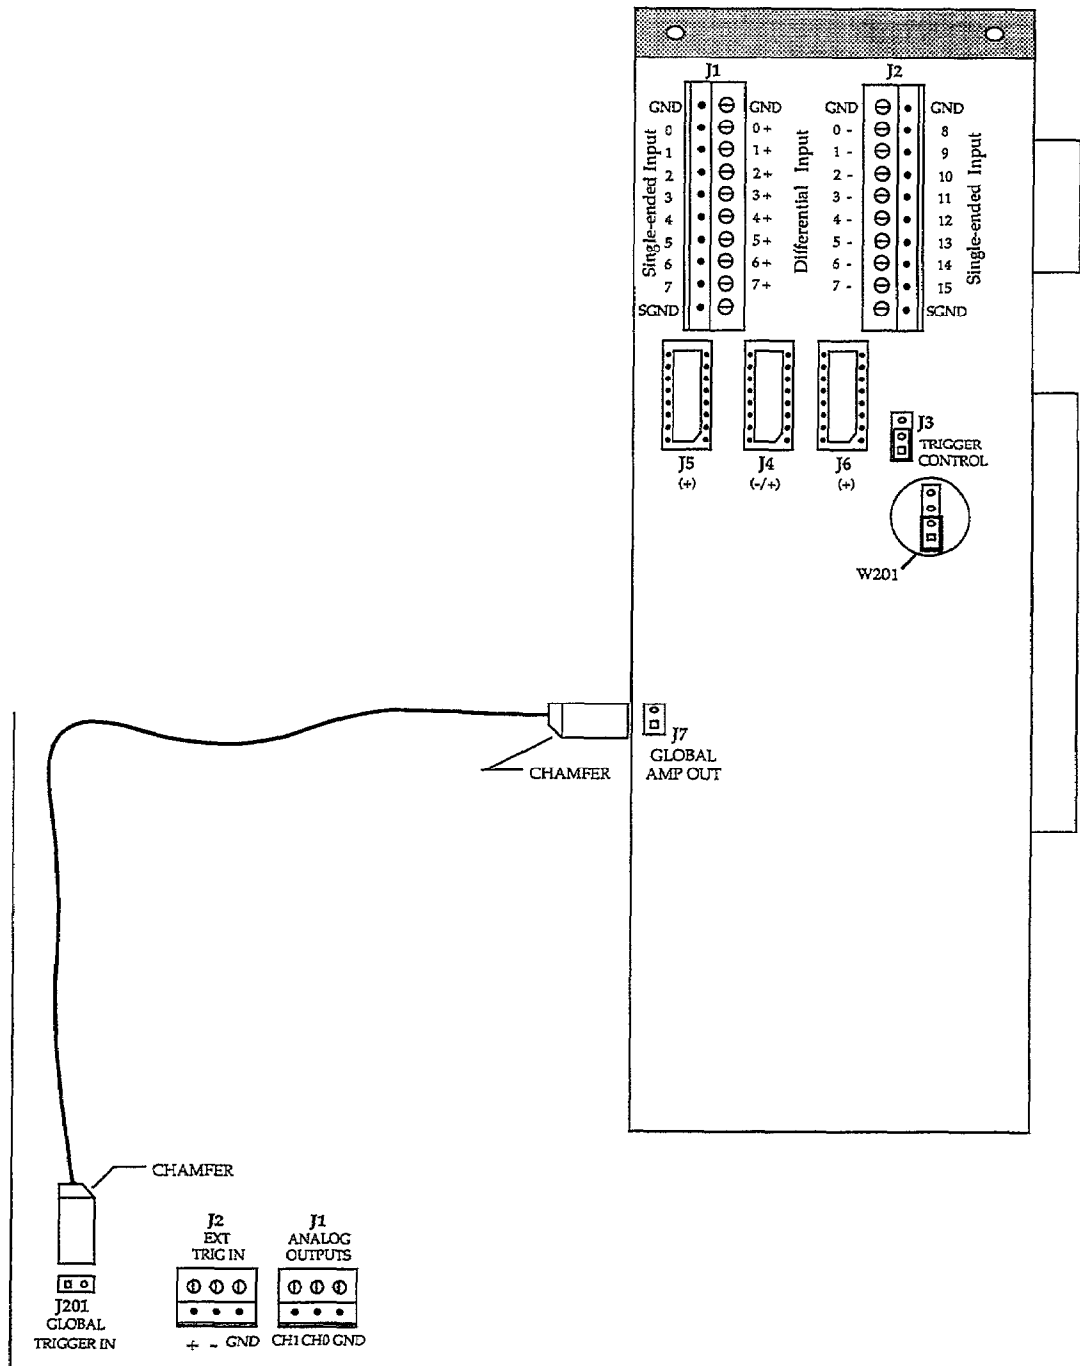 J1 J2
GND GND GND GND
0 0+ 0 - 8
1 1+ 1 - 9
2 2+ 2 - 10
3 3+ 3 - 11
4 4+ 4 - 12
5 5+ 5 - 13
6 6+ 6 - 14
7 7+ 7 - 15
SGND SGND
Single-ended Input
Differential Input
Single-ended Input
J5
(+)
J4
(-/+)
J6
(+)
J3
TRIGGER
CONTROL
W201
J7
GLOBAL
AMP OUT
CHAMFER
CHAMFER
J2
EXT
TRIG IN
+ - GND
J1
ANALOG
OUTPUTS
CH1 CH0 GND
J201
GLOBAL
TRIGGER IN